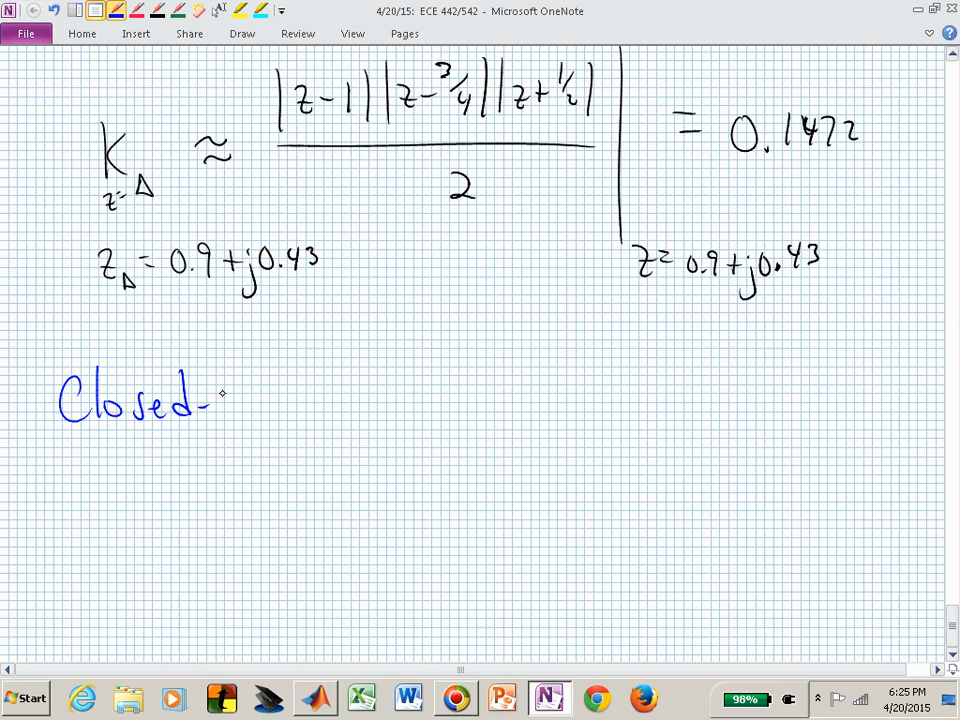 4/20/15: ECE 442/542 - Microsoft OneNote
File Home Insert Share Draw Review View Pages
K z=Δ ≈ |z-1||z-3/4||z+1/2| / 2 | z=0.9+j0.43 = 0.1472
zΔ = 0.9+j0.43
Closed-
Start 98% 6:25 PM
4/20/2015